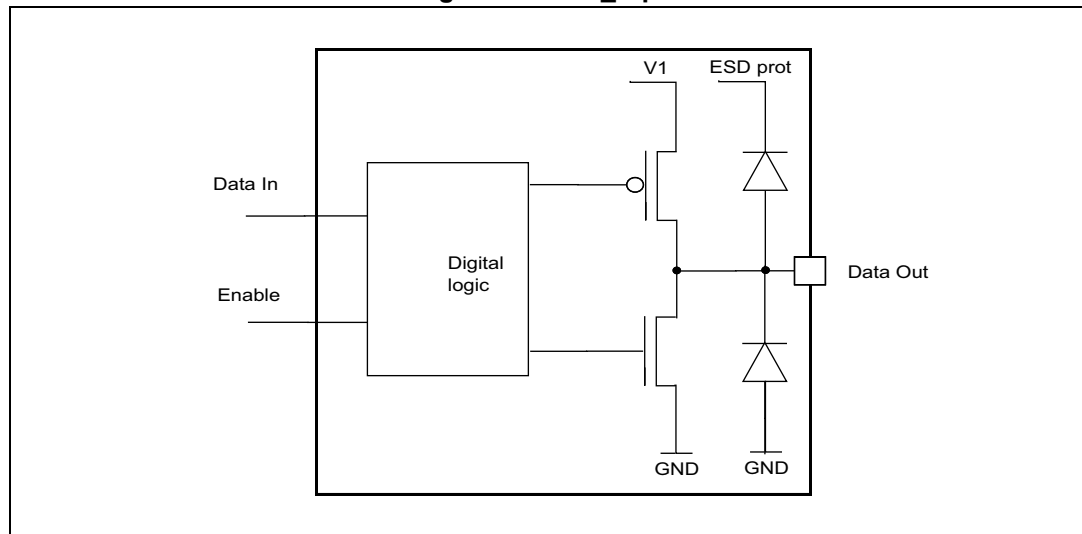 V1
ESD prot
Data In
Digital
logic
Data Out
Enable
GND
GND